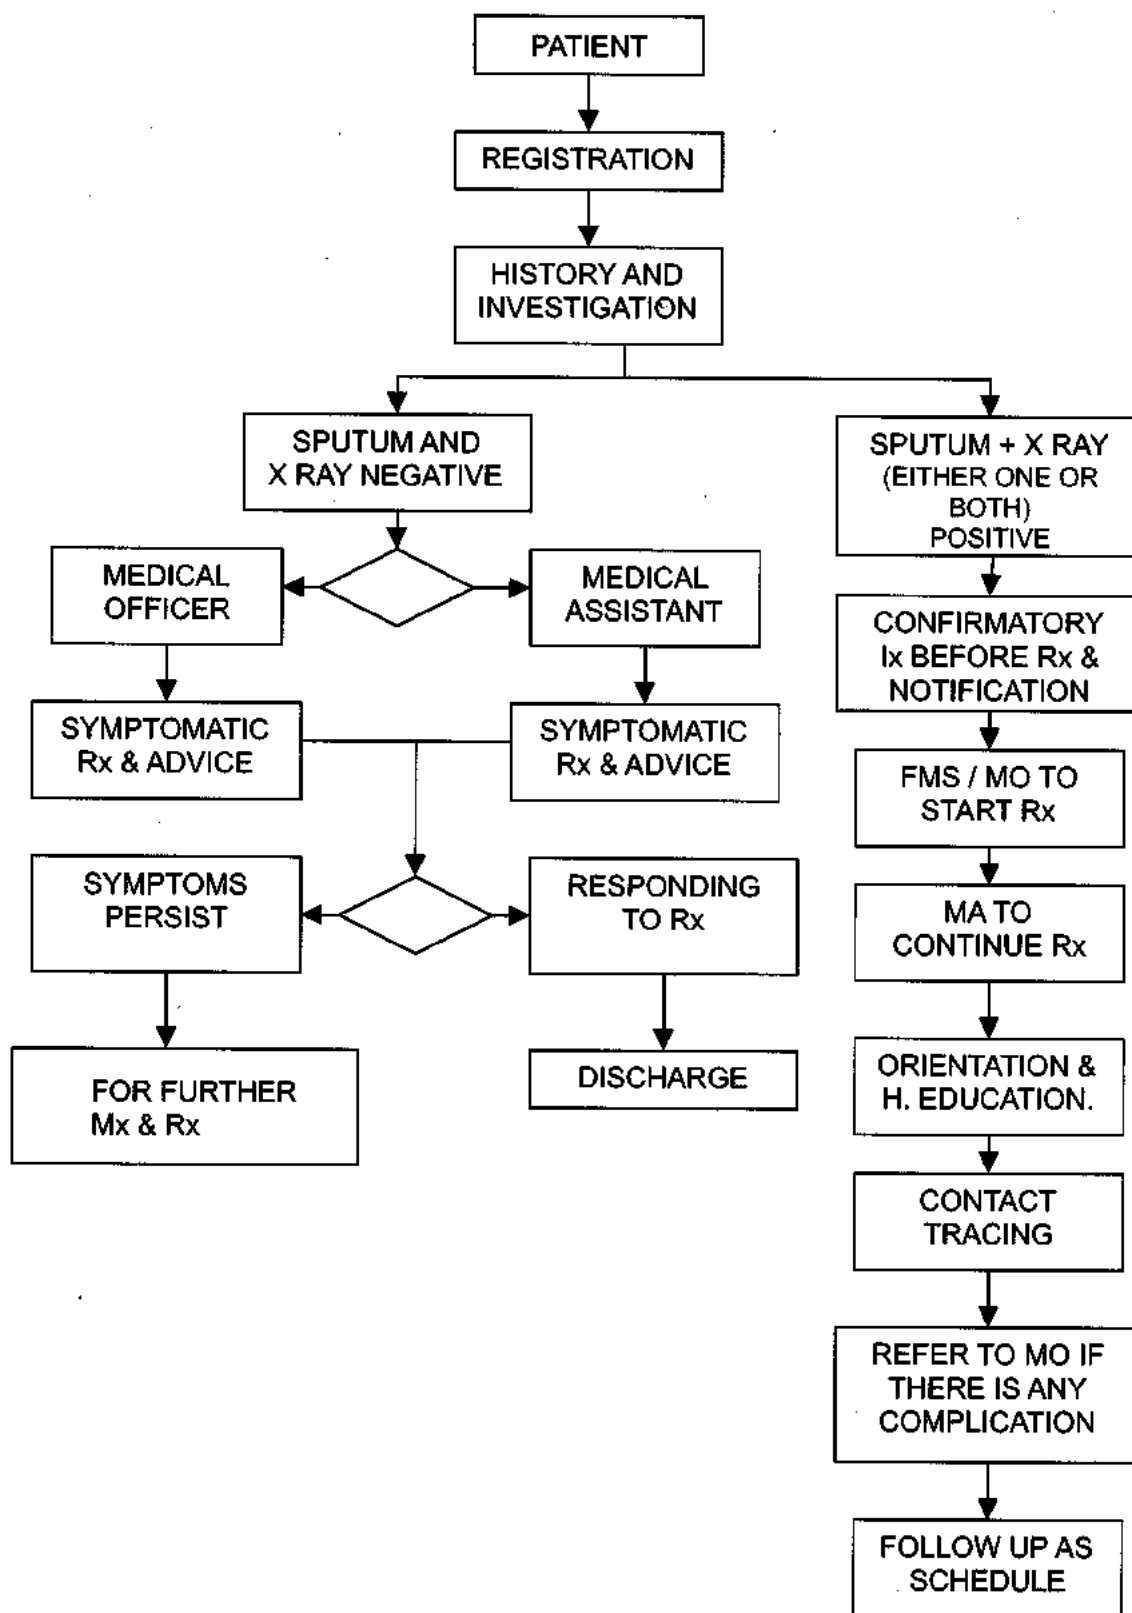 PATIENT
REGISTRATION
HISTORY AND
INVESTIGATION
SPUTUM AND
X RAY NEGATIVE
SPUTUM + X RAY
(EITHER ONE OR
BOTH)
POSITIVE
MEDICAL
OFFICER
MEDICAL
ASSISTANT
CONFIRMATORY
Ix BEFORE Rx &
NOTIFICATION
SYMPTOMATIC
Rx & ADVICE
SYMPTOMATIC
Rx & ADVICE
FMS / MO TO
START Rx
SYMPTOMS
PERSIST
RESPONDING
TO Rx
MA TO
CONTINUE Rx
FOR FURTHER
Mx & Rx
DISCHARGE
ORIENTATION &
H. EDUCATION.
CONTACT
TRACING
REFER TO MO IF
THERE IS ANY
COMPLICATION
FOLLOW UP AS
SCHEDULE